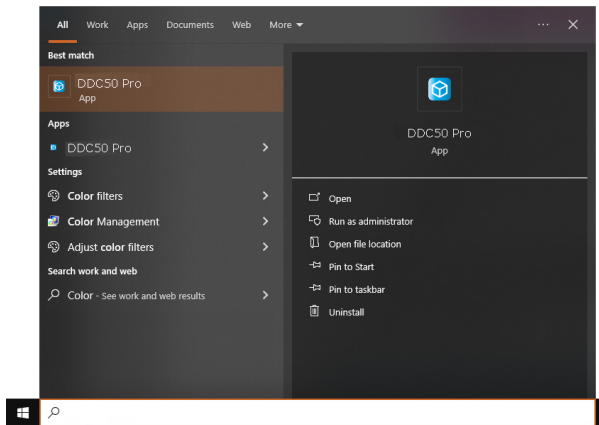 All Work Apps Documents Web More
Best match
DDC50 Pro
App
Apps
DDC50 Pro
Settings
Color filters
Color Management
Adjust color filters
Search work and web
Color - See work and web results
DDC50 Pro
App
Open
Run as administrator
Open file location
Pin to Start
Pin to taskbar
Uninstall